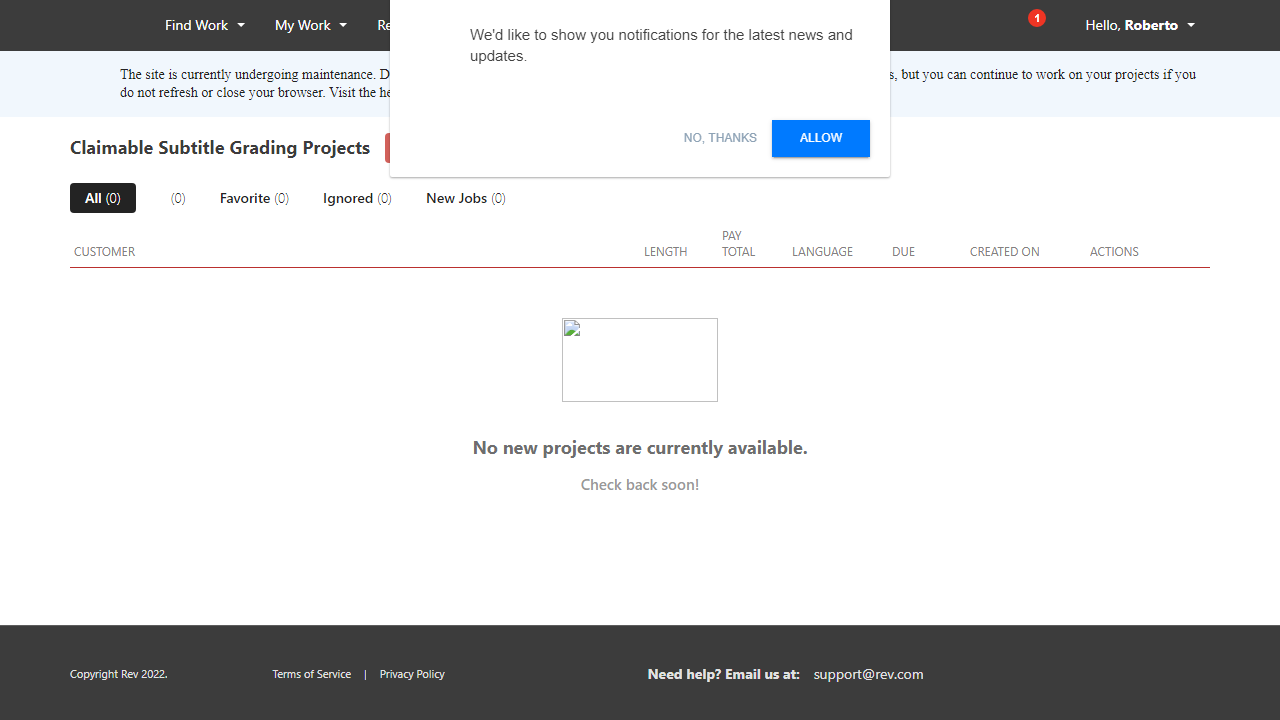 Find Work
My Work
Re
We'd like to show you notifications for the latest news and
updates.
NO, THANKS
ALLOW
1
Hello, Roberto
The site is currently undergoing maintenance. D
s, but you can continue to work on your projects if you
do not refresh or close your browser. Visit the he
Claimable Subtitle Grading Projects
All (0)
(0)
Favorite (0)
Ignored (0)
New Jobs (0)
CUSTOMER
LENGTH
PAY
TOTAL
LANGUAGE
DUE
CREATED ON
ACTIONS
No new projects are currently available.
Check back soon!
Copyright Rev 2022.
Terms of Service | Privacy Policy
Need help? Email us at: support@rev.com